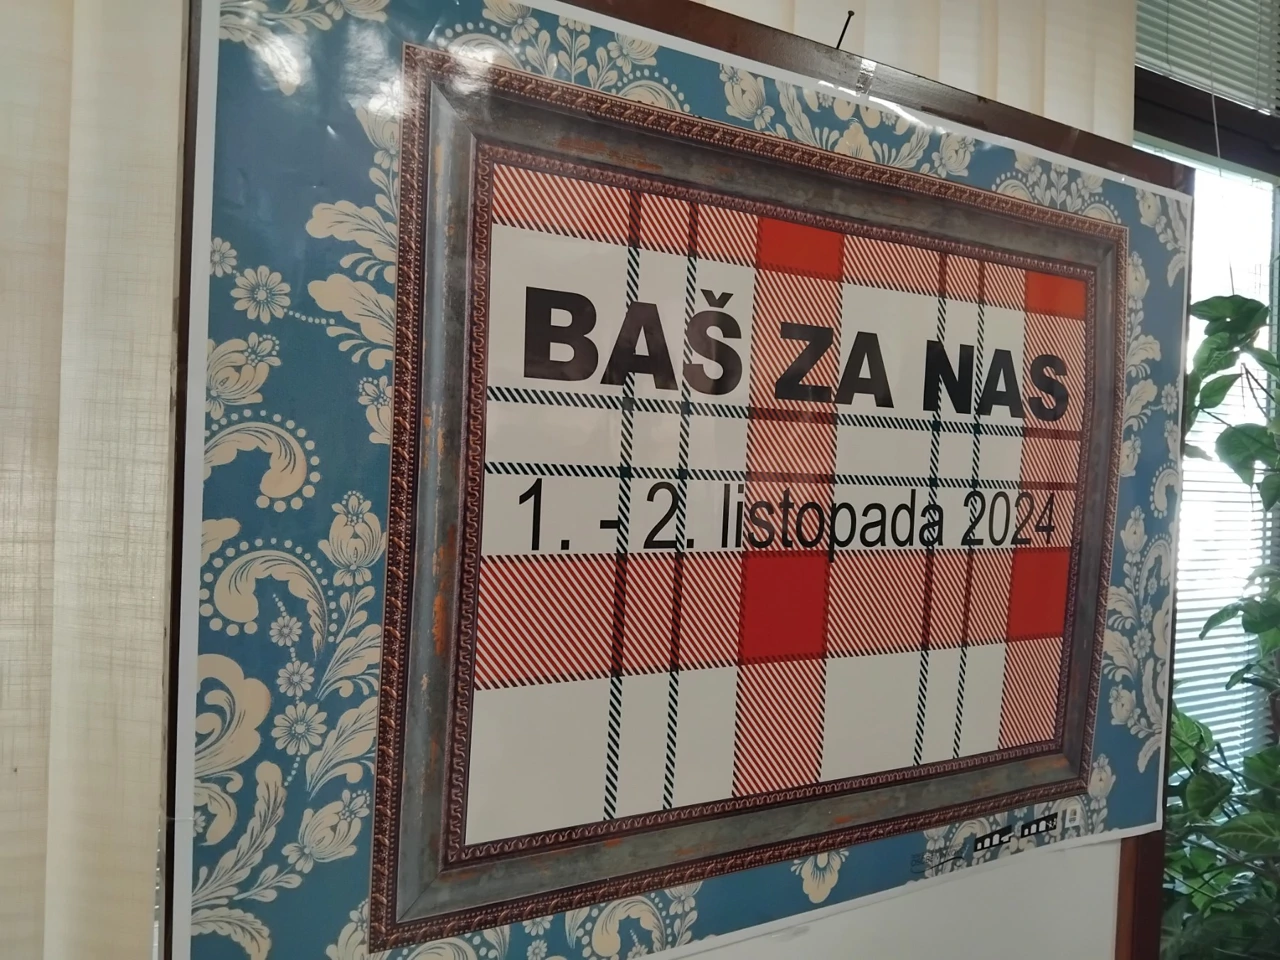 BAŠ ZA NAS
1. - 2. listopada 2024